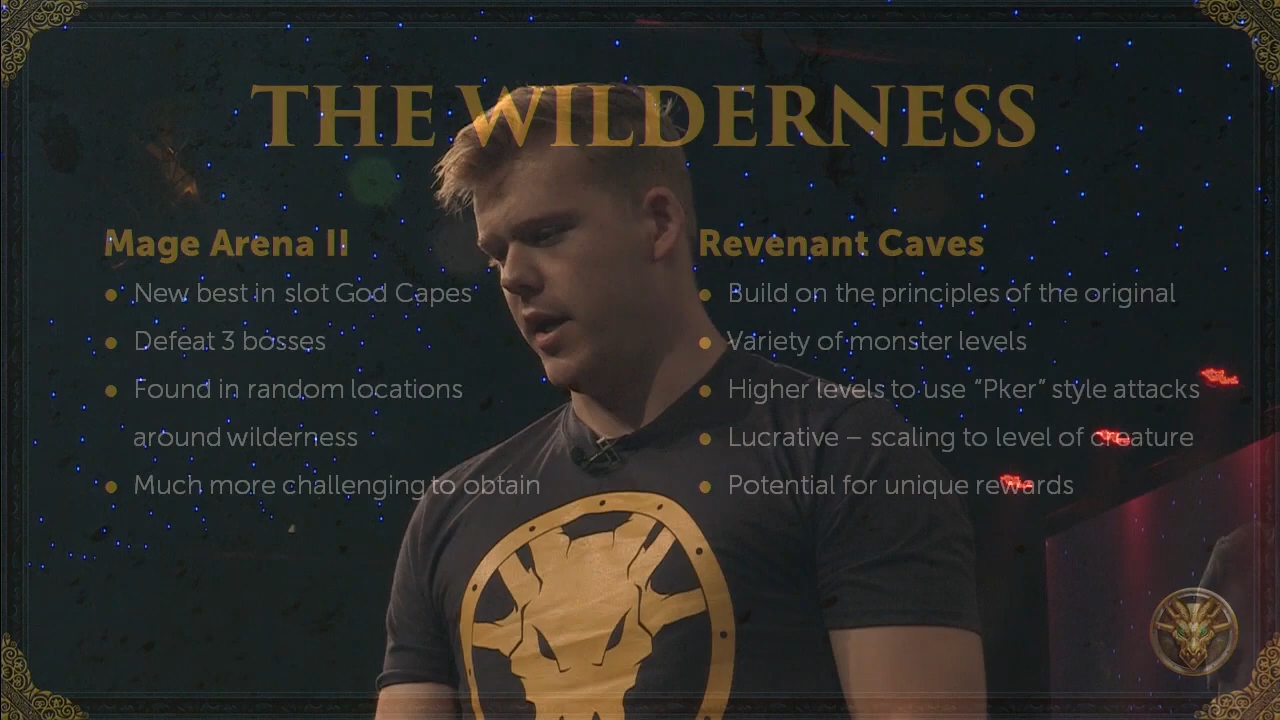 THE WILDERNESS
Mage Arena II
New best in slot God Capes
Defeat 3 bosses
Found in random locations
around wilderness
Much more challenging to obtain
Revenant Caves
Build on the principles of the original
Variety of monster levels
Higher levels to use “Pker” style attacks
Lucrative – scaling to level of creature
Potential for unique rewards